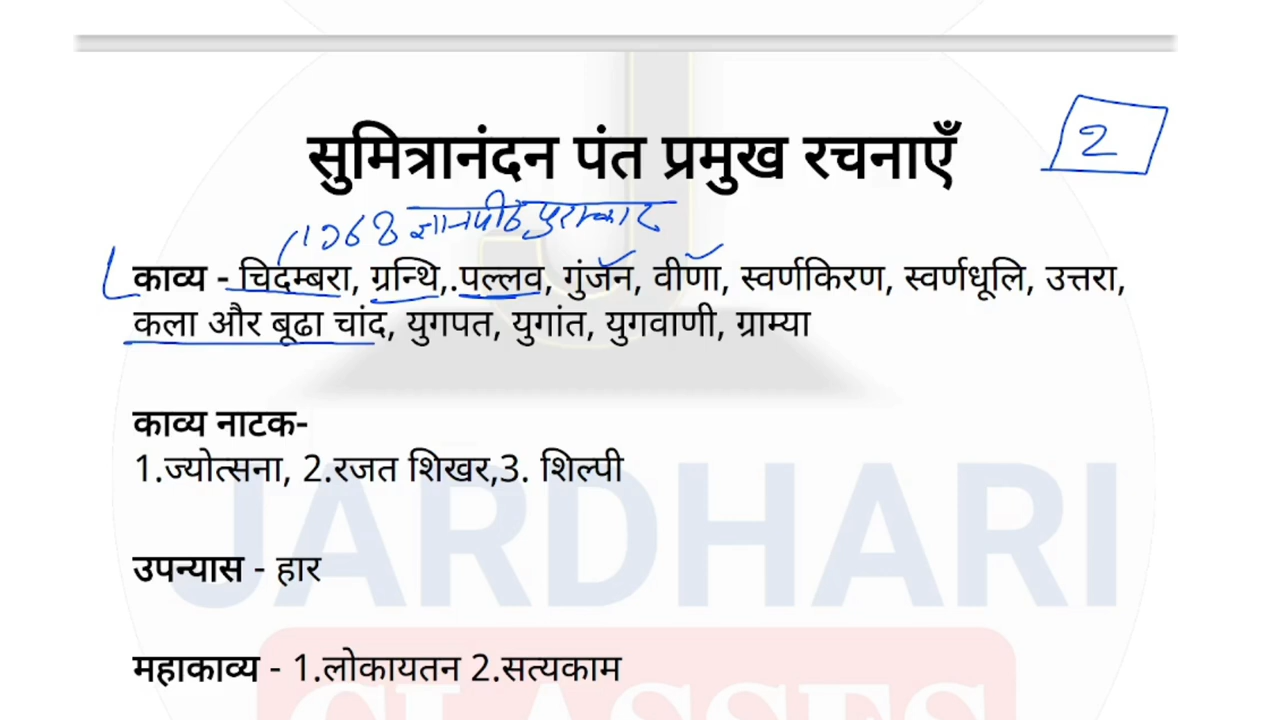 सुमित्रानंदन पंत प्रमुख रचनाएँ
2
(1968 ज्ञानपीठ पुरस्कार
काव्य - चिदम्बरा, ग्रन्थि,.पल्लव, गुंजन, वीणा, स्वर्णकिरण, स्वर्णधूलि, उत्तरा,
कला और बूढा चांद, युगपत, युगांत, युगवाणी, ग्राम्या
काव्य नाटक-
1.ज्योत्सना, 2.रजत शिखर,3. शिल्पी
JARDHARI
उपन्यास - हार
महाकाव्य - 1.लोकायतन 2.सत्यकाम
CLASSES